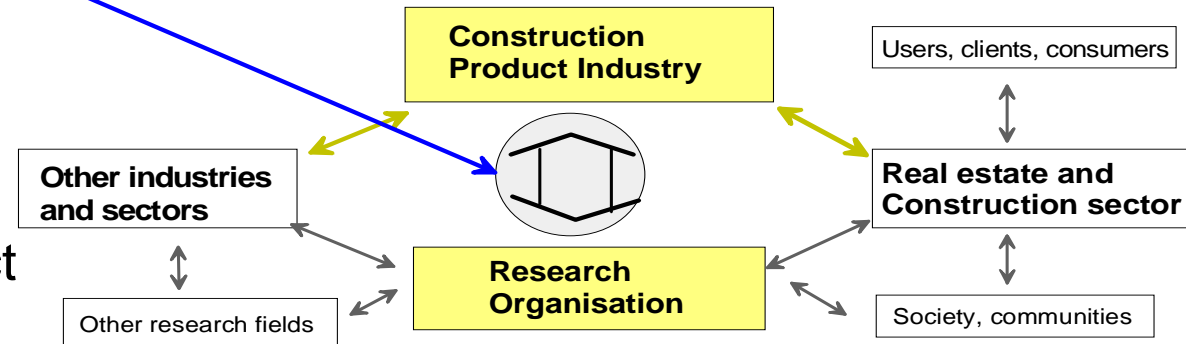 Construction
Product Industry
Users, clients, consumers
Other industries
and sectors
Real estate and
Construction sector
ct
Research
Organisation
Other research fields
Society, communities